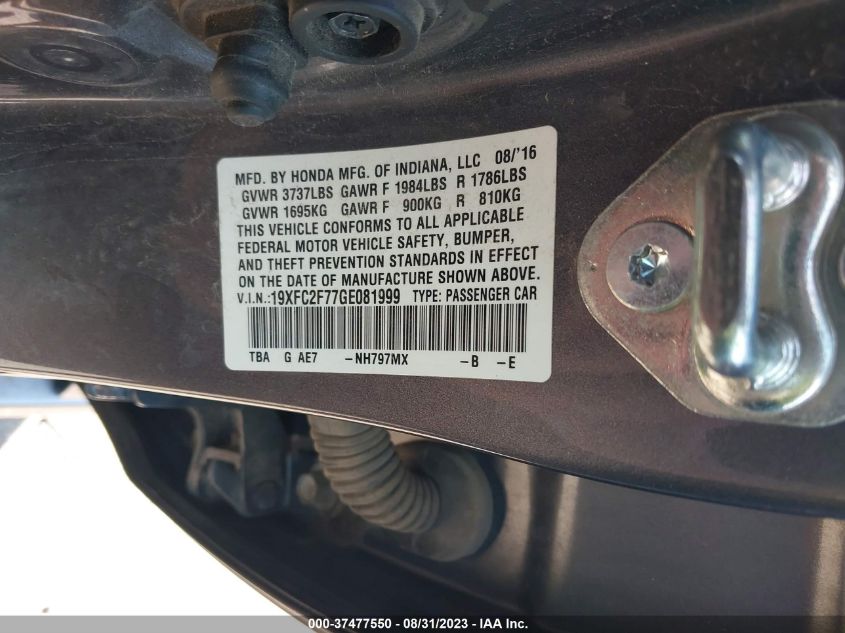 MFD. BY HONDA MFG. OF INDIANA, LLC 08/'16
GVWR 3737LBS GAWR F 1984LBS R 1786LBS
GVWR 1695KG GAWR F 900KG R 810KG
THIS VEHICLE CONFORMS TO ALL APPLICABLE
FEDERAL MOTOR VEHICLE SAFETY, BUMPER,
AND THEFT PREVENTION STANDARDS IN EFFECT
ON THE DATE OF MANUFACTURE SHOWN ABOVE.
V.I.N.:19XFC2F77GE081999 TYPE: PASSENGER CAR
TBA G AE7 -NH797MX -B -E
000-37477550 - 08/31/2023 - IAA Inc.